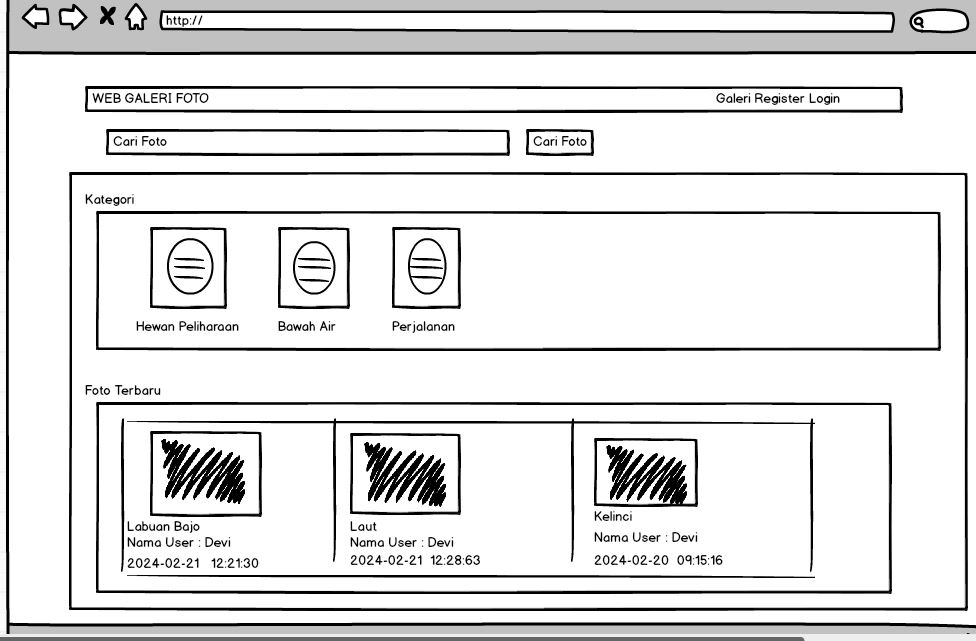 http://
WEB GALERI FOTO Galeri Register Login
Cari Foto Cari Foto
Kategori
Hewan Peliharaan Bawah Air Perjalanan
Foto Terbaru
Labuan Bajo
Nama User : Devi
2024-02-21 12:21:30
Laut
Nama User : Devi
2024-02-21 12:28:63
Kelinci
Nama User : Devi
2024-02-20 09:15:16